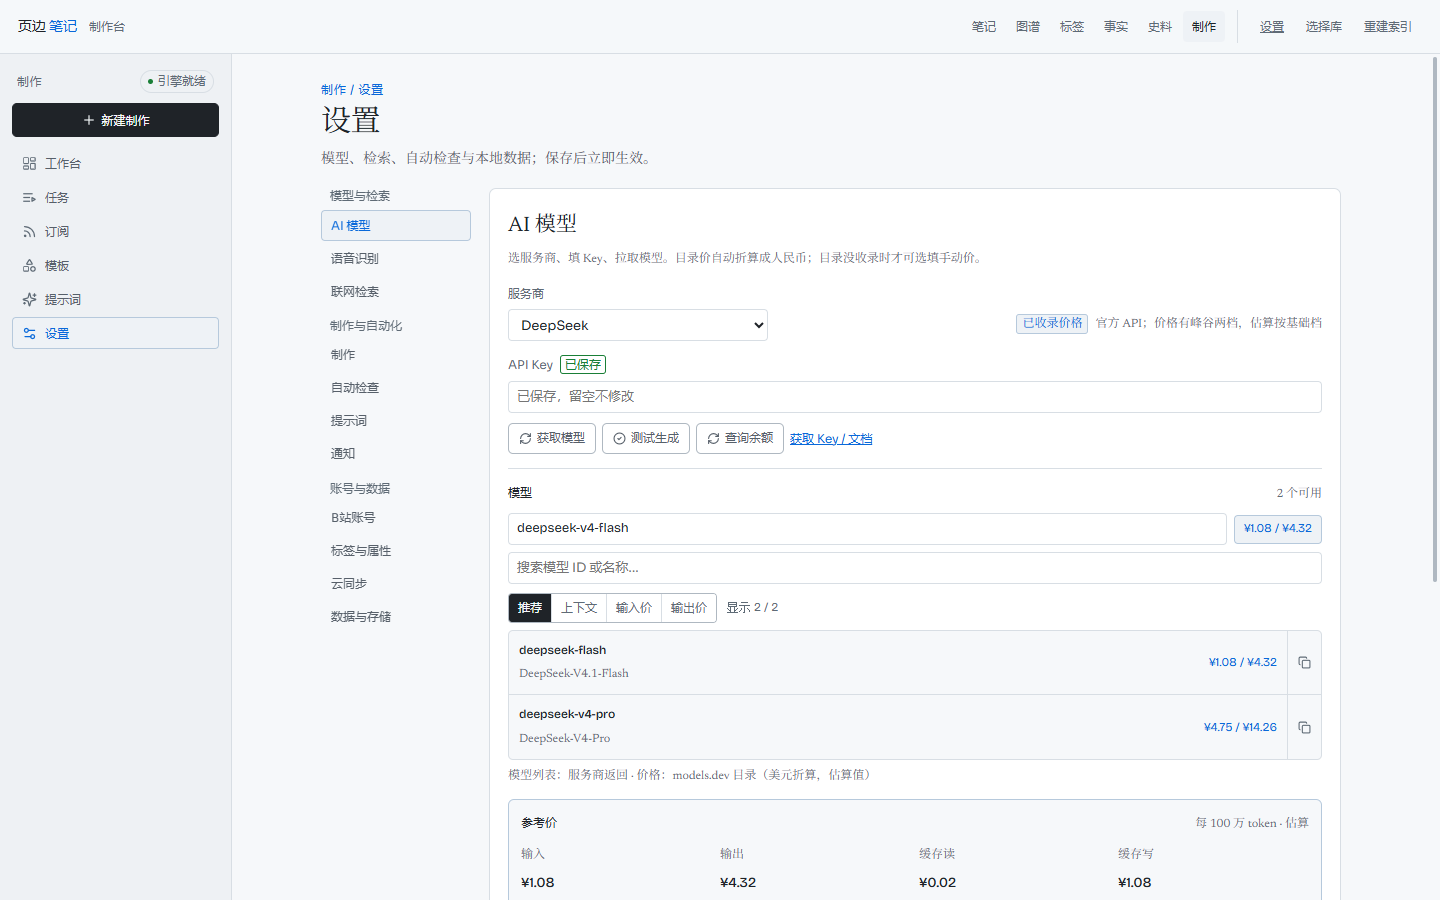 页边 笔记 制作台
笔记 图谱 标签 事实 史料 制作 设置 选择库 重建索引
制作 引擎就绪
新建制作
工作台
任务
订阅
模板
提示词
设置
制作 / 设置
设置
模型、检索、自动检查与本地数据；保存后立即生效。
模型与检索
AI 模型
语音识别
联网检索
制作与自动化
制作
自动检查
提示词
通知
账号与数据
B站账号
标签与属性
云同步
数据与存储
AI 模型
选服务商、填 Key、拉取模型。目录价自动折算成人民币；目录没收录时才可选填手动价。
服务商
DeepSeek 已收录价格 官方 API；价格有峰谷两档，估算按基础档
API Key 已保存
已保存，留空不修改
获取模型 测试生成 查询余额 获取 Key / 文档
模型 2 个可用
deepseek-v4-flash ¥1.08 / ¥4.32
搜索模型 ID 或名称...
推荐 上下文 输入价 输出价 显示 2 / 2
deepseek-flash
DeepSeek-V4.1-Flash
¥1.08 / ¥4.32
deepseek-v4-pro
DeepSeek-V4-Pro
¥4.75 / ¥14.26
模型列表：服务商返回 · 价格：models.dev 目录（美元折算，估算值）
参考价 每 100 万 token · 估算
输入 输出 缓存读 缓存写
¥1.08 ¥4.32 ¥0.02 ¥1.08